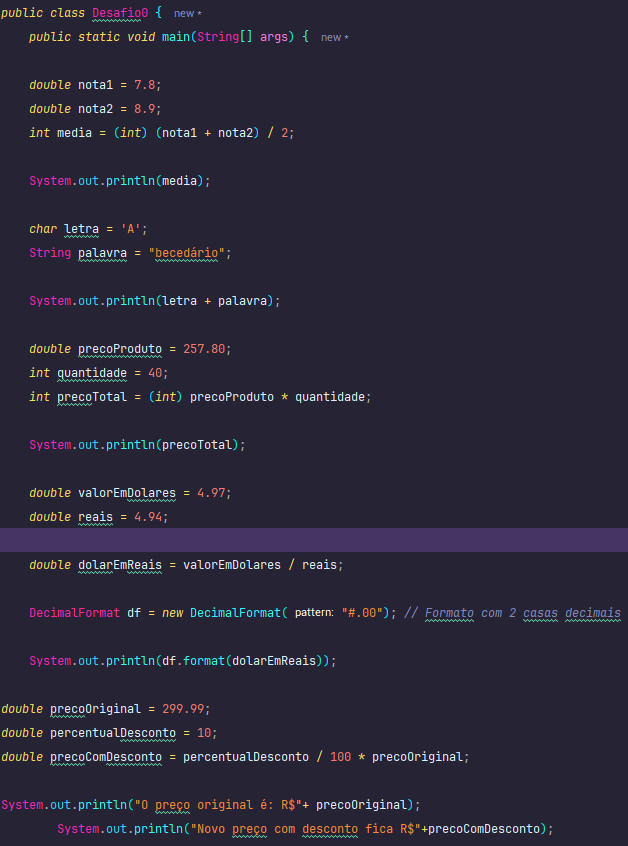 public class Desafio0 { new *
public static void main(String[] args) { new *
double nota1 = 7.8;
double nota2 = 8.9;
int media = (int) (nota1 + nota2) / 2;
System.out.println(media);
char letra = 'A';
String palavra = "becedário";
System.out.println(letra + palavra);
double precoProduto = 257.80;
int quantidade = 40;
int precoTotal = (int) precoProduto * quantidade;
System.out.println(precoTotal);
double valorEmDolares = 4.97;
double reais = 4.94;
double dolarEmReais = valorEmDolares / reais;
DecimalFormat df = new DecimalFormat( pattern: "#.00"); // Formato com 2 casas decimais
System.out.println(df.format(dolarEmReais));
double precoOriginal = 299.99;
double percentualDesconto = 10;
double precoComDesconto = percentualDesconto / 100 * precoOriginal;
System.out.println("O preço original é: R$"+ precoOriginal);
System.out.println("Novo preço com desconto fica R$"+precoComDesconto);